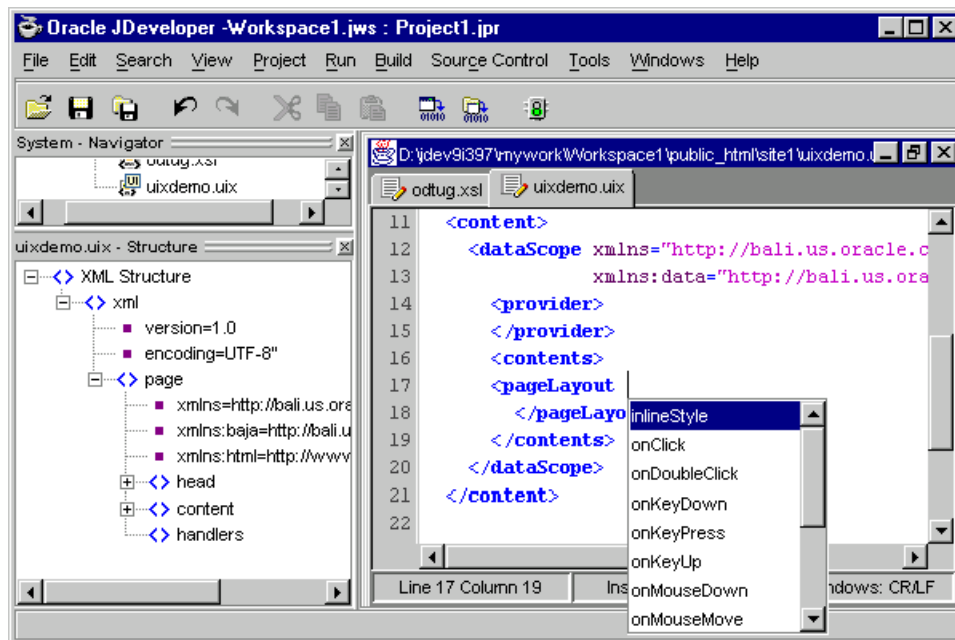 Oracle JDeveloper -Workspace1.jws : Project1.jpr
File Edit Search View Project Run Build Source Control Tools Windows Help
System - Navigator
odtug.xsl
uixdemo.uix
uixdemo.uix - Structure
XML Structure
xml
version=1.0
encoding=UTF-8"
page
xmlns=http://bali.us.ora
xmlns:baja=http://bali.u
xmlns:html=http://www
head
content
handlers
D:\jdev9i397\mywork\Workspace1\public_html\site1\uixdemo.u
odtug.xsl uixdemo.uix
11 <content>
12 <dataScope xmlns="http://bali.us.oracle.c
13 xmlns:data="http://bali.us.ora
14 <provider>
15 </provider>
16 <contents>
17 <pageLayout
18 </pageLayo
19 </contents>
20 </dataScope>
21 </content>
22
inlineStyle
onClick
onDoubleClick
onKeyDown
onKeyPress
onKeyUp
onMouseDown
onMouseMove
Line 17 Column 19 Ins ndows: CR/LF